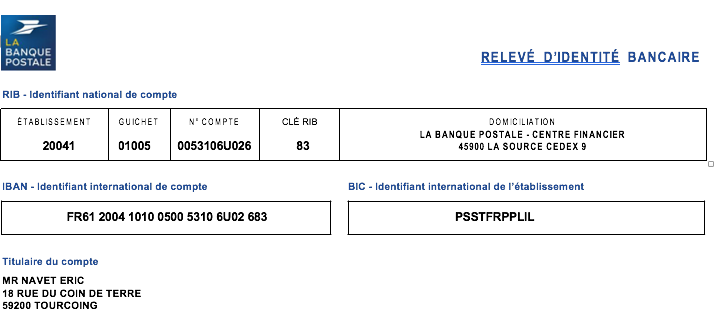 LA
BANQUE
POSTALE
RELEVÉ D'IDENTITÉ BANCAIRE
RIB - Identifiant national de compte
ÉTABLISSEMENT GUICHET N° COMPTE CLÉ RIB DOMICILIATION
20041 01005 0053106U026 83 LA BANQUE POSTALE - CENTRE FINANCIER
45900 LA SOURCE CEDEX 9
IBAN - Identifiant international de compte BIC - Identifiant international de l'établissement
FR61 2004 1010 0500 5310 6U02 683 PSSTFRPPLIL
Titulaire du compte
MR NAVET ERIC
18 RUE DU COIN DE TERRE
59200 TOURCOING